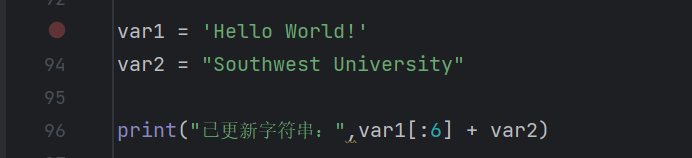 var1 = 'Hello World!'
94 var2 = "Southwest University"
95
96 print("已更新字符串：",var1[:6] + var2)